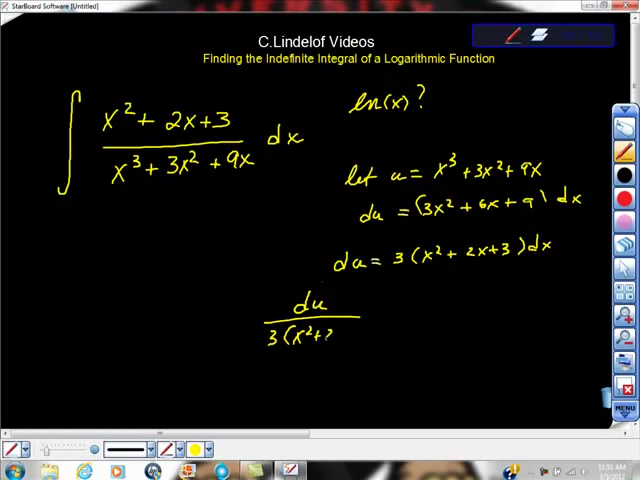 StarBoard Software [Untitled]
C.Lindelof Videos
Finding the Indefinite Integral of a Logarithmic Function
∫ (x² + 2x + 3)/(x³ + 3x² + 9x) dx
ln(x)?
let u = x³ + 3x² + 9x
du = (3x² + 6x + 9) dx
du = 3(x² + 2x + 3) dx
du
3(x² +
MENU
11:51 AM